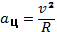 aц = v² / R